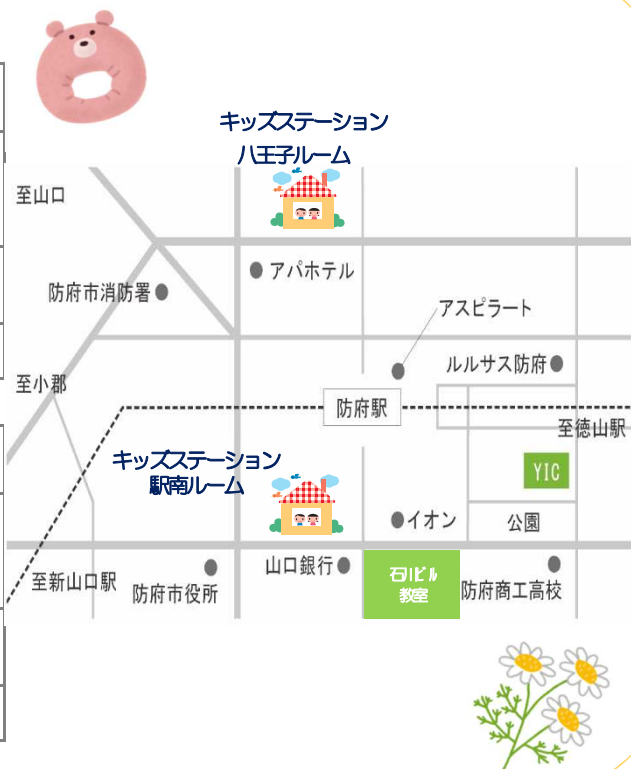 キッズステーション
八王子ルーム
至山口
アパホテル
防府市消防署
アスピラート
ルルサス防府
至小郡
防府駅
至徳山駅
キッズステーション
駅南ルーム
YIC
イオン
公園
山口銀行
石川ビル
教室
至新山口駅
防府市役所
防府商工高校